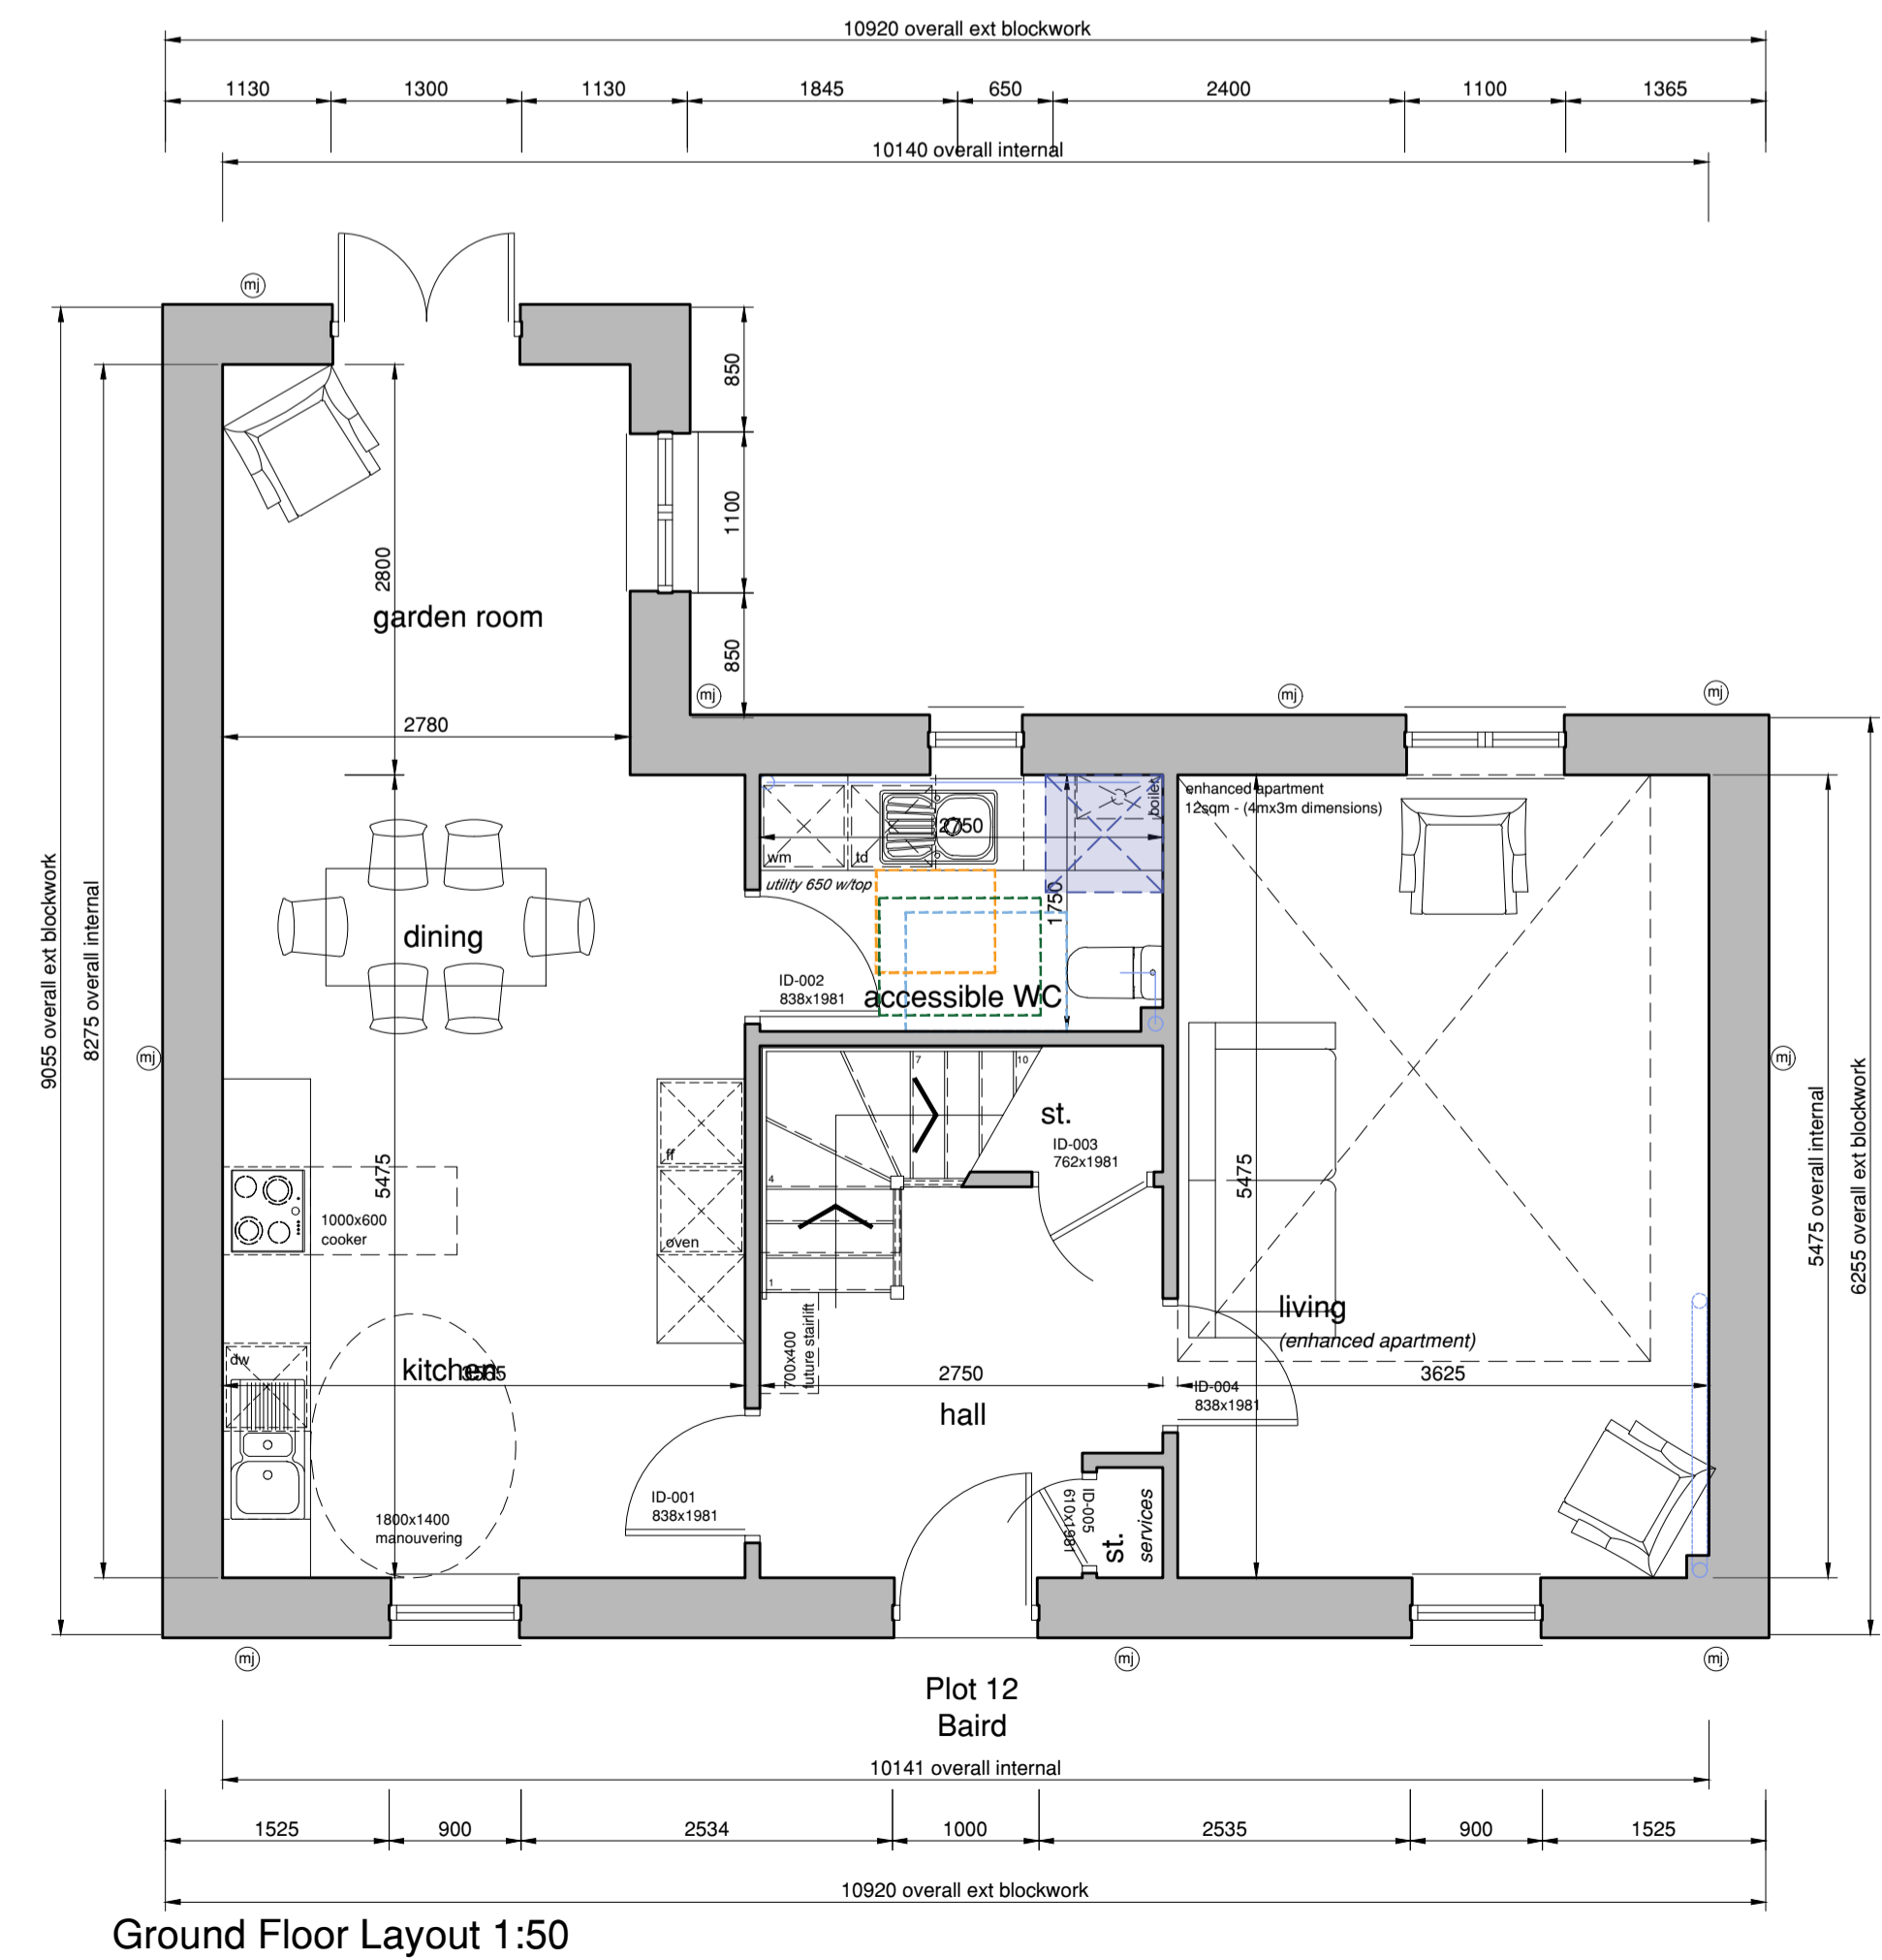 10920 overall ext blockwork
1130
1300
1130
1845
650
2400
1100
1365
10140 overall internal
mj
850
1100
2800
garden room
850
mj
mj
mj
2780
enhanced apartment
12sqm - (4mx3m dimensions)
boiler
2750
wm
td
utility 650 w/top
1750
9055 overall ext blockwork
8275 overall internal
dining
ID-002
838x1981
accessible WC
mj
mj
7
10
st.
ID-003
762x1981
ff
4
5475
5475
1000x600
cooker
oven
1
5475 overall internal
6255 overall ext blockwork
living
(enhanced apartment)
700x400
future stairlift
dw
kitchen
3565
2750
3625
ID-004
838x1981
hall
ID-001
838x1981
1800x1400
manouvering
ID-005
610x1981
st.
services
mj
mj
mj
Plot 12
Baird
10141 overall internal
1525
900
2534
1000
2535
900
1525
10920 overall ext blockwork
Ground Floor Layout 1:50